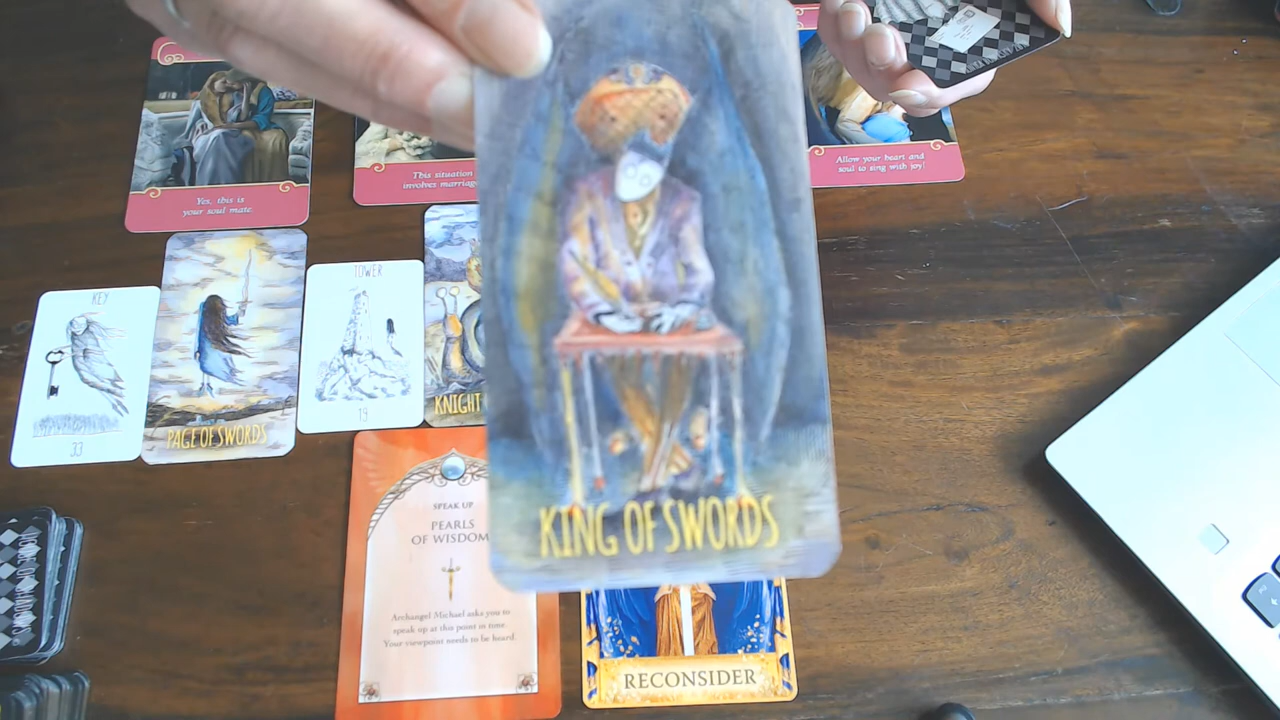 Yes, this is
your soul mate.
This situation
involves marriag
Allow your heart and
soul to sing with joy!
KEY
33
PAGE OF SWORDS
TOWER
19
KNIGHT
KING OF SWORDS
SPEAK UP
PEARLS
OF WISDOM
Archangel Michael asks you to
speak up at this point in time.
Your viewpoint needs to be heard.
RECONSIDER